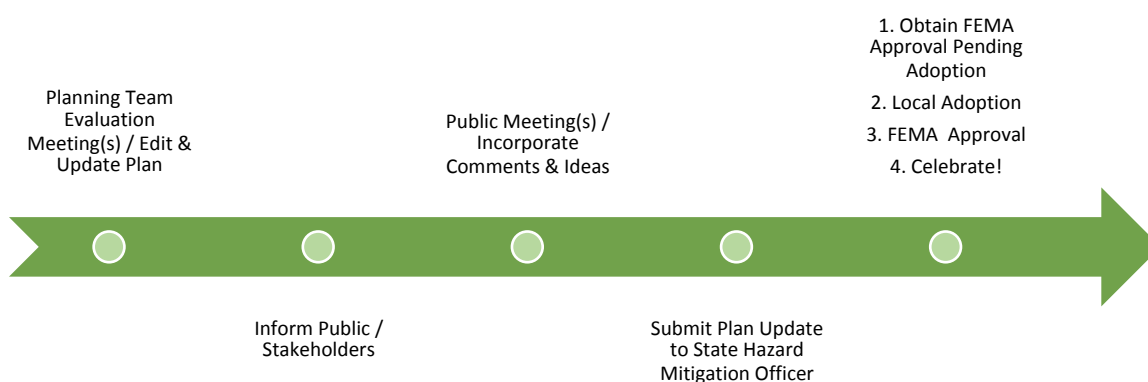 Planning Team
Evaluation
Meeting(s) / Edit &
Update Plan
Inform Public /
Stakeholders
Public Meeting(s) /
Incorporate
Comments & Ideas
Submit Plan Update
to State Hazard
Mitigation Officer
1. Obtain FEMA
Approval Pending
Adoption
2. Local Adoption
3. FEMA Approval
4. Celebrate!